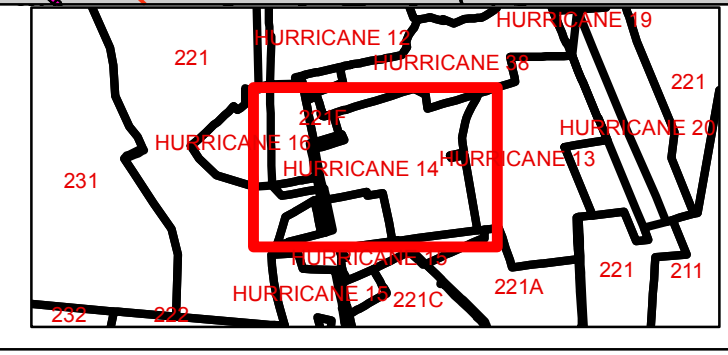 HURRICANE 19
HURRICANE 12
221
HURRICANE 38
221
221F
HURRICANE 20
HURRICANE 16
HURRICANE 13
HURRICANE 14
231
HURRICANE 15
221
211
221A
HURRICANE 15
221C
232
222